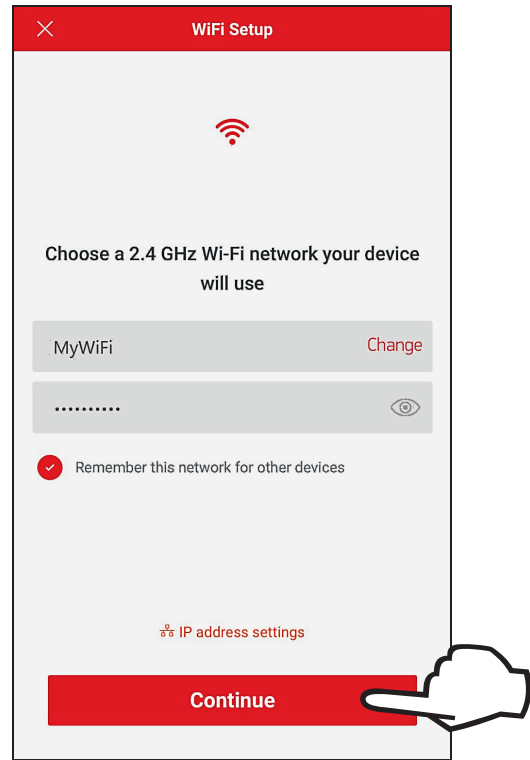 WiFi Setup
Choose a 2.4 GHz Wi-Fi network your device
will use
MyWiFi
Change
••••••••••
Remember this network for other devices
IP address settings
Continue